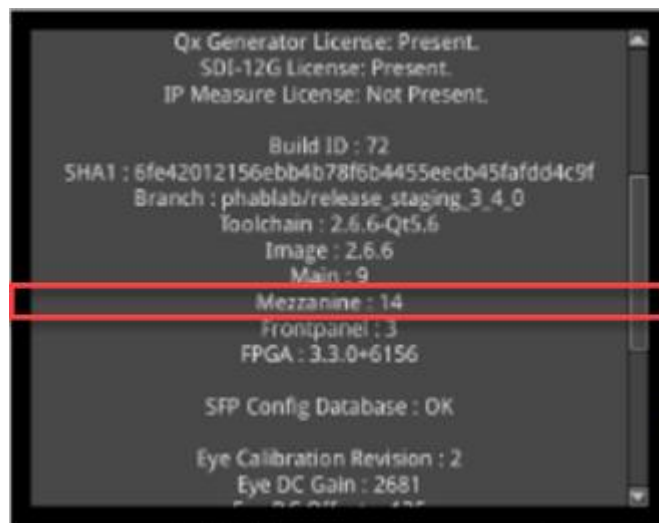 Qx Generator License: Present.
SDI-12G License: Present.
IP Measure License: Not Present.
Build ID : 72
SHA1 : 6fe42012156ebb4b78f6b4455eecb45fafdd4c9f
Branch : phablab/release_staging_3_4_0
Toolchain : 2.6.6-Qt5.6
Image : 2.6.6
Main : 9
Mezzanine : 14
Frontpanel : 3
FPGA : 3.3.0+6156
SFP Config Database : OK
Eye Calibration Revision : 2
Eye DC Gain : 2681